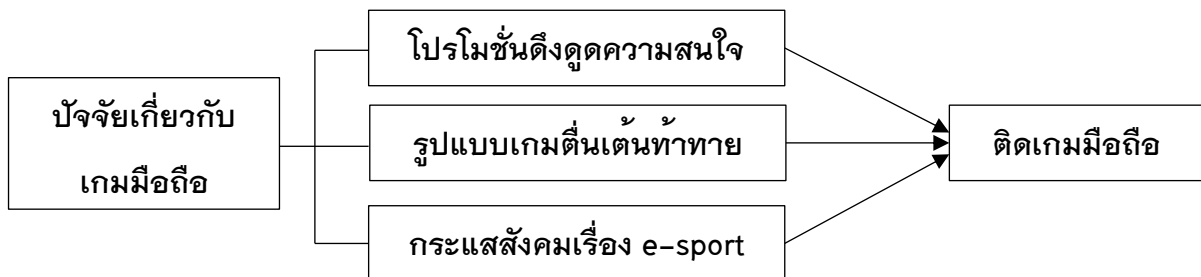 โปรโมชั่นดึงดูดความสนใจ
ปัจจัยเกี่ยวกับ
เกมมือถือ
รูปแบบเกมตื่นเต้นท้าทาย
ติดเกมมือถือ
กระแสสังคมเรื่อง e-sport